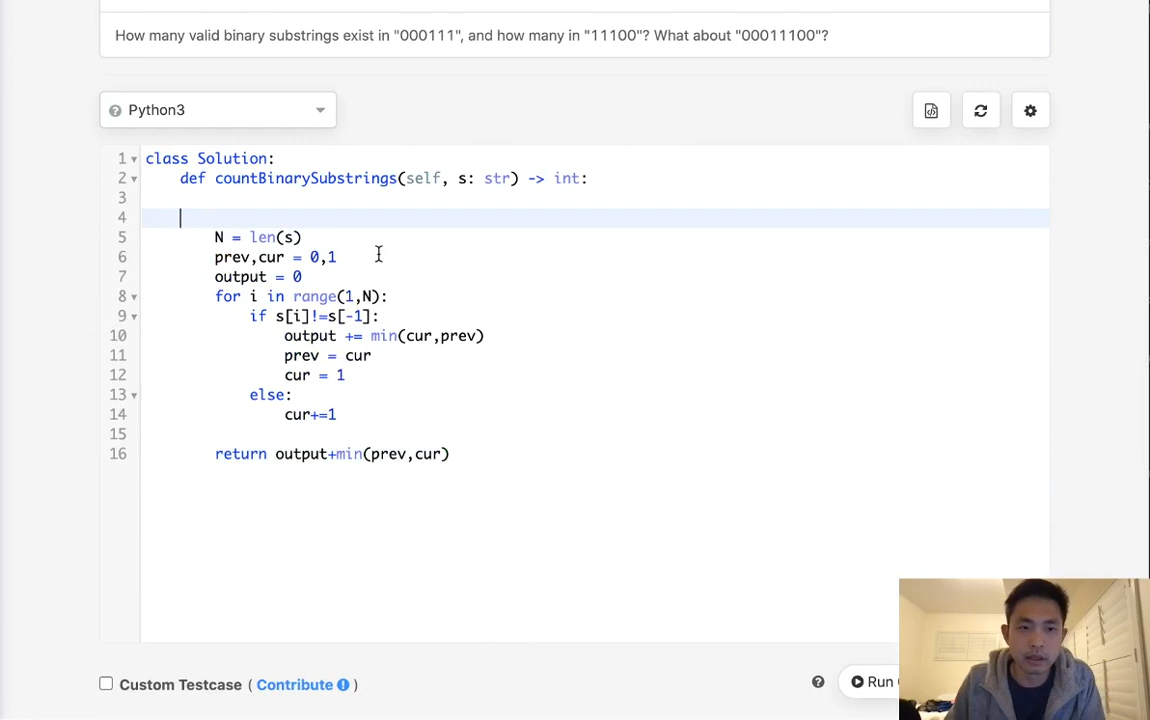 How many valid binary substrings exist in "000111", and how many in "11100"? What about "00011100"?
Python3
1 class Solution:
2 def countBinarySubstrings(self, s: str) -> int:
3
4
5 N = len(s)
6 prev,cur = 0,1
7 output = 0
8 for i in range(1,N):
9 if s[i]!=s[-1]:
10 output += min(cur,prev)
11 prev = cur
12 cur = 1
13 else:
14 cur+=1
15
16 return output+min(prev,cur)
Custom Testcase ( Contribute )
Run